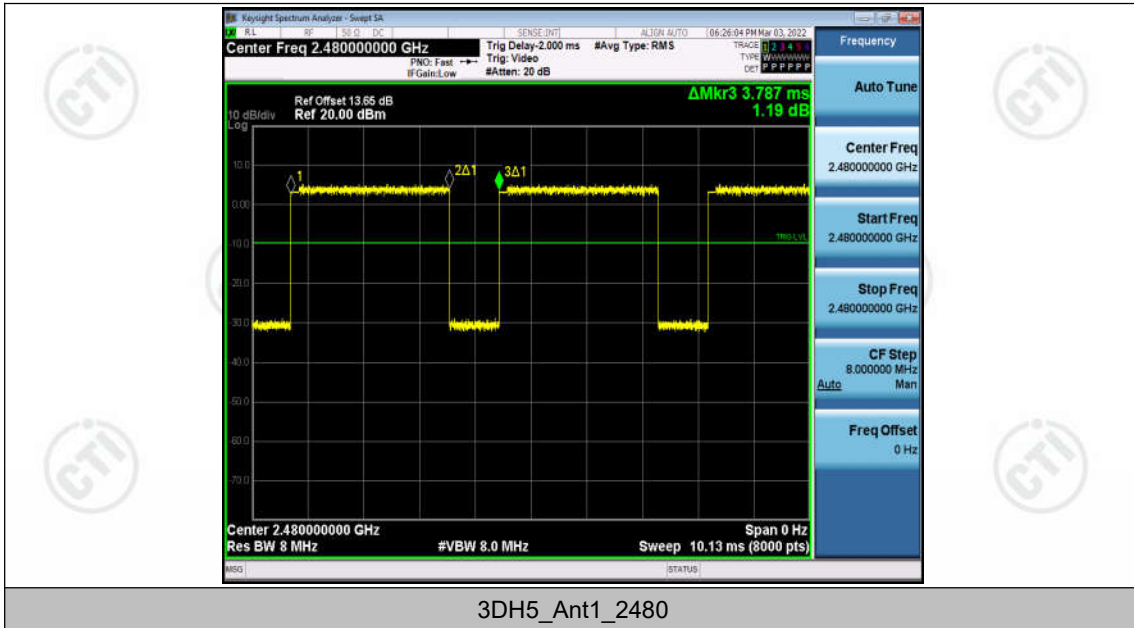 Keysight Spectrum Analyzer - Swept SA
RL RF 50 Ω DC SENSE:INT ALIGN AUTO 06:26:04 PM Mar 03, 2022
Center Freq 2.480000000 GHz Trig Delay-2.000 ms #Avg Type: RMS TRACE 1 2 3 4 5 6 Frequency
PNO: Fast Trig: Video TYPE WWWWWW
IFGain:Low #Atten: 20 dB DET P P P P P P
Auto Tune
ΔMkr3 3.787 ms
Ref Offset 13.65 dB
10 dB/div Ref 20.00 dBm 1.19 dB
Log
Center Freq
2.480000000 GHz
10.0
1 2Δ1 3Δ1
0.00
Start Freq
2.480000000 GHz
TRIG LVL
-10.0
-20.0
Stop Freq
2.480000000 GHz
-30.0
CF Step
8.000000 MHz
Auto Man
-40.0
-50.0
Freq Offset
0 Hz
-60.0
-70.0
Center 2.480000000 GHz Span 0 Hz
Res BW 8 MHz #VBW 8.0 MHz Sweep 10.13 ms (8000 pts)
MSG STATUS
3DH5_Ant1_2480
CTI
CTI
CTI
CTI